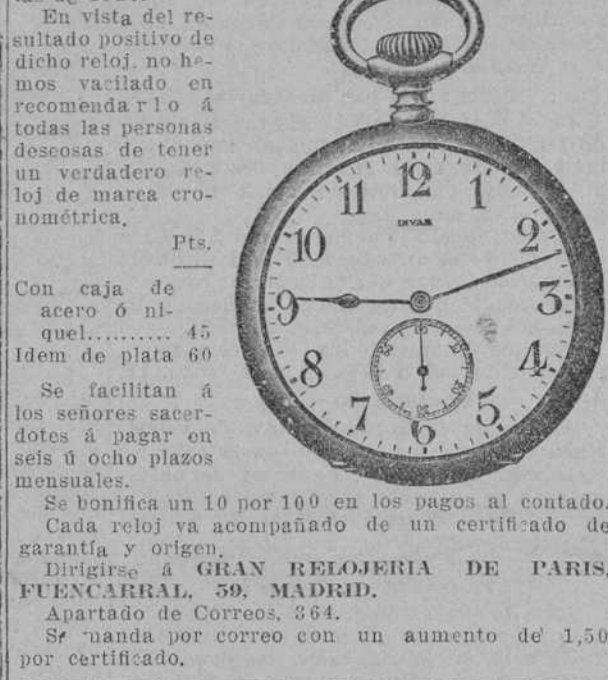 En vista del re-
sultado positivo de
dicho reloj, no he-
mos vacilado en
recomendarlo á
todas las personas
deseosas de tener
un verdadero re-
loj de marca cro-
nométrica.
Pts.
Con caja de
acero ó ní-
quel.......... 45
Idem de plata 60
Se facilitan á
los señores sacer-
dotes á pagar en
seis ú ocho plazos
mensuales.
12
1
2
3
4
5
6
7
8
9
10
11
INVAR
Se bonifica un 10 por 100 en los pagos al contado.
Cada reloj va acompañado de un certificado de
garantía y origen.
Dirigirse á GRAN RELOJERIA DE PARIS,
FUENCARRAL, 59, MADRID.
Apartado de Correos, 364.
Se manda por correo con un aumento de 1,50
por certificado.